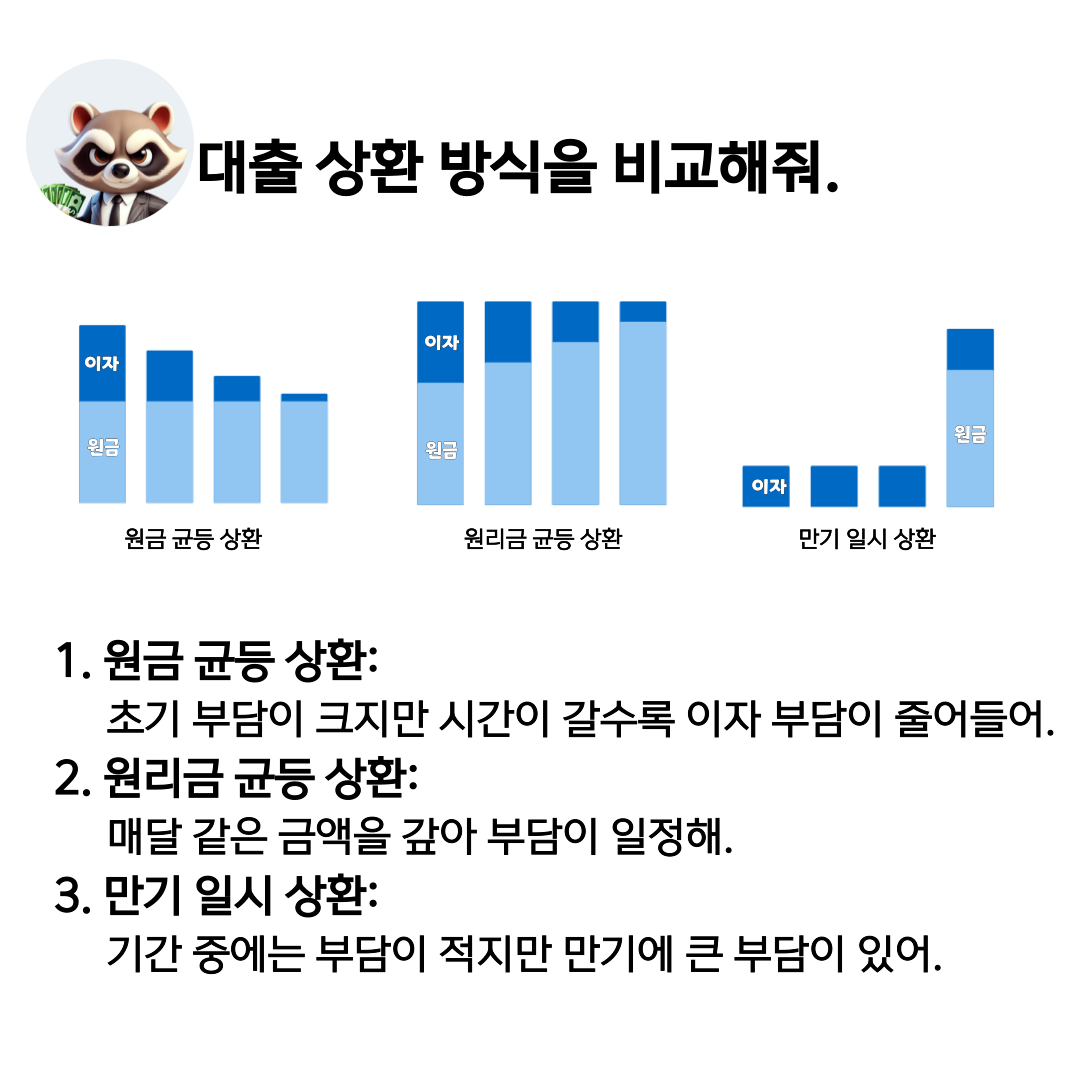 대출 상환 방식을 비교해줘.
이자
원금
원금 균등 상환
이자
원금
원리금 균등 상환
이자
원금
만기 일시 상환
1. 원금 균등 상환:
초기 부담이 크지만 시간이 갈수록 이자 부담이 줄어들어.
2. 원리금 균등 상환:
매달 같은 금액을 갚아 부담이 일정해.
3. 만기 일시 상환:
기간 중에는 부담이 적지만 만기에 큰 부담이 있어.